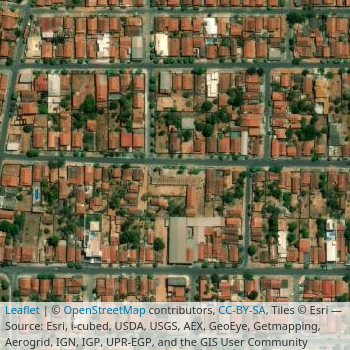 Leaflet | © OpenStreetMap contributors, CC-BY-SA, Tiles © Esri —
Source: Esri, i-cubed, USDA, USGS, AEX, GeoEye, Getmapping,
Aerogrid, IGN, IGP, UPR-EGP, and the GIS User Community